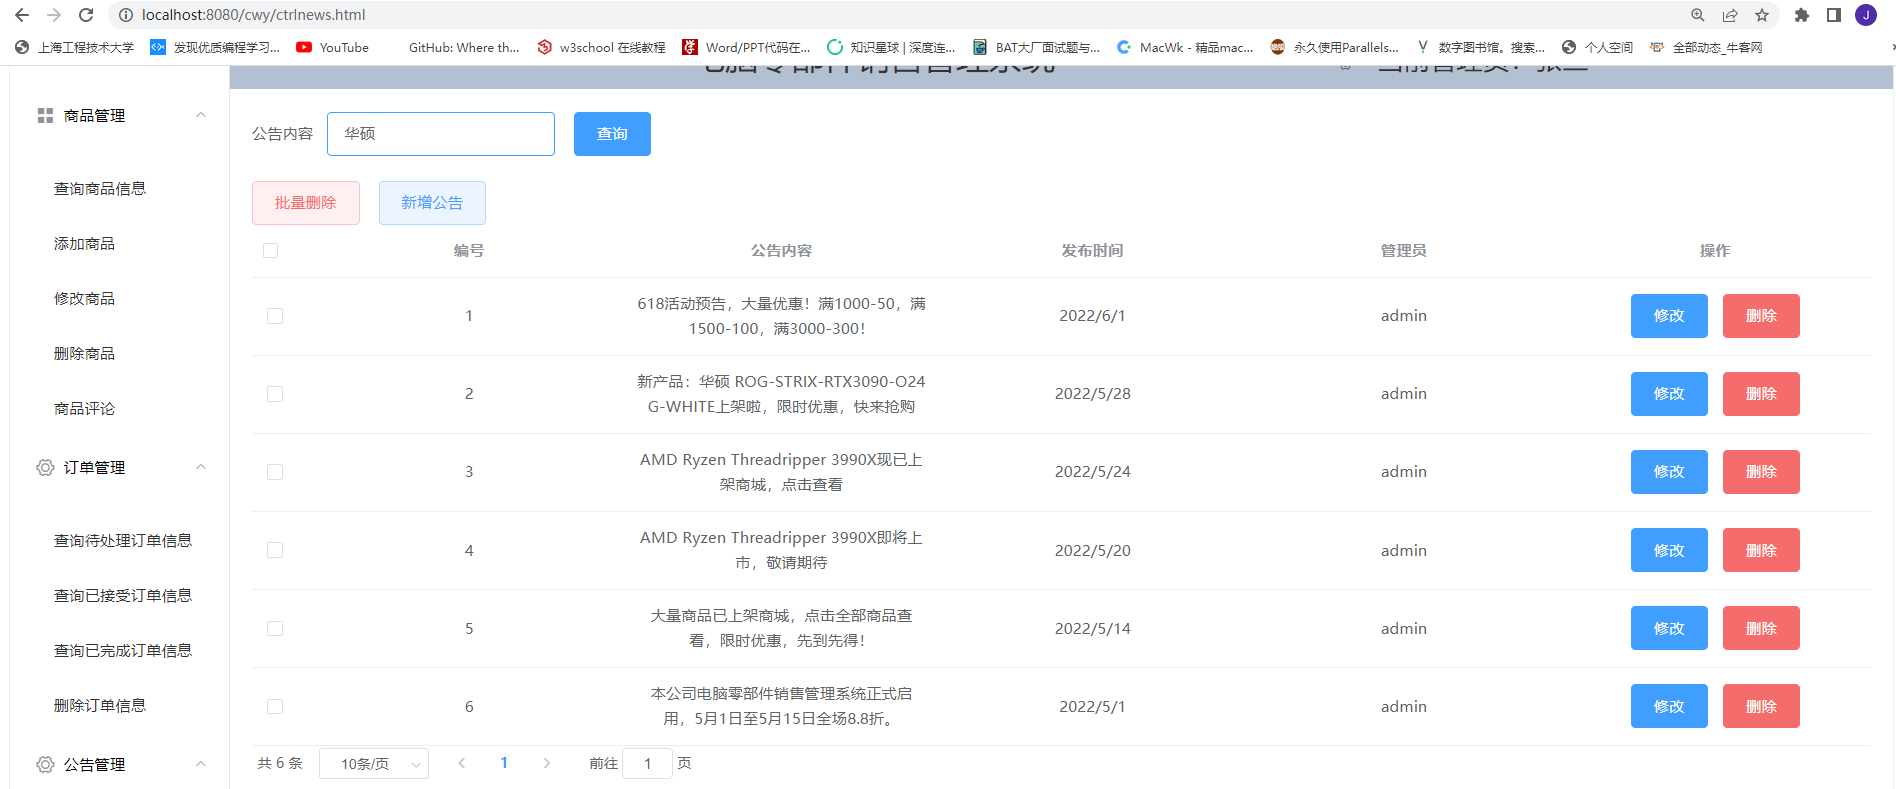 localhost:8080/cwy/ctrlnews.html
J
上海工程技术大学 发现优质编程学习... YouTube GitHub: Where th... w3school 在线教程 Word/PPT代码在... 知识星球 | 深度连... BAT大厂面试题与... MacWk - 精品mac... 永久使用Parallels... 数字图书馆。搜索... 个人空间 全部动态_牛客网
电脑零部件销售管理系统 当前管理员：张三
商品管理
查询商品信息
添加商品
修改商品
删除商品
商品评论
订单管理
查询待处理订单信息
查询已接受订单信息
查询已完成订单信息
删除订单信息
公告管理
公告内容 华硕 查询
批量删除 新增公告
编号 公告内容 发布时间 管理员 操作
1 618活动预告，大量优惠！满1000-50，满
1500-100，满3000-300！ 2022/6/1 admin 修改 删除
2 新产品：华硕 ROG-STRIX-RTX3090-O24
G-WHITE上架啦，限时优惠，快来抢购 2022/5/28 admin 修改 删除
3 AMD Ryzen Threadripper 3990X现已上
架商城，点击查看 2022/5/24 admin 修改 删除
4 AMD Ryzen Threadripper 3990X即将上
市，敬请期待 2022/5/20 admin 修改 删除
5 大量商品已上架商城，点击全部商品查
看，限时优惠，先到先得！ 2022/5/14 admin 修改 删除
6 本公司电脑零部件销售管理系统正式启
用，5月1日至5月15日全场8.8折。 2022/5/1 admin 修改 删除
共 6 条 10条/页 1 前往 1 页